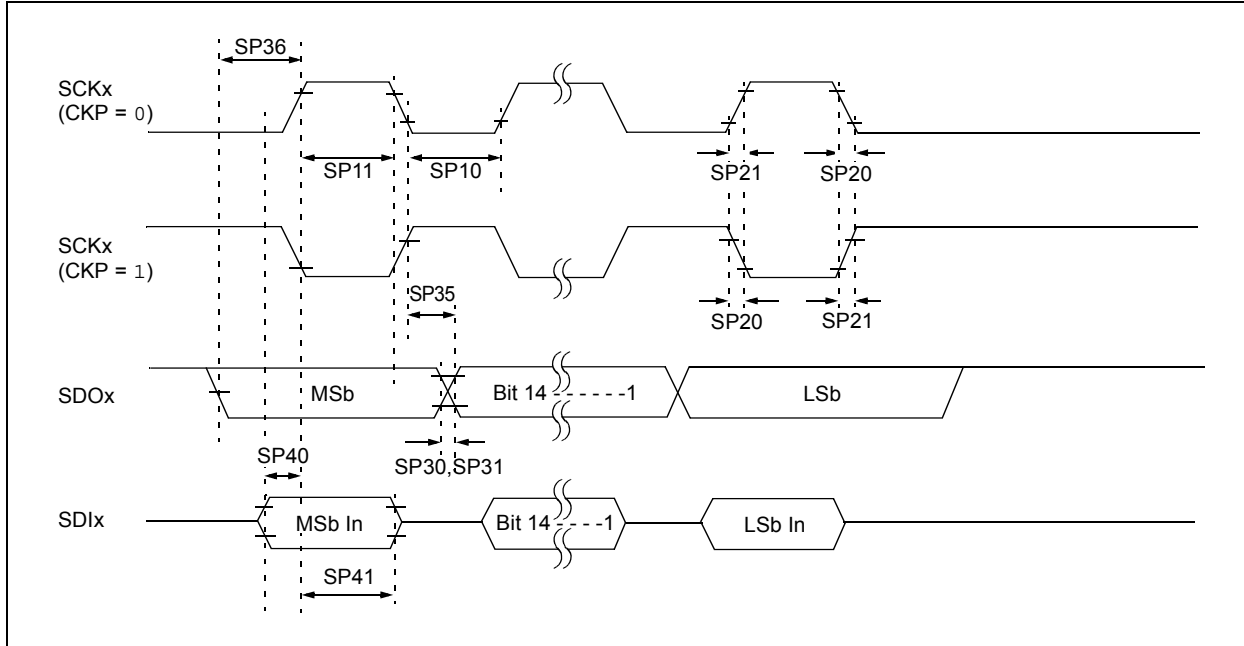 SP36
SCKx
(CKP = 0)
SP11
SP10
SP21
SP20
SCKx
(CKP = 1)
SP35
SP20
SP21
SDOx
MSb
Bit 14 - - - - - -1
LSb
SP40
SP30,SP31
SDIx
MSb In
Bit 14 - - - -1
LSb In
SP41